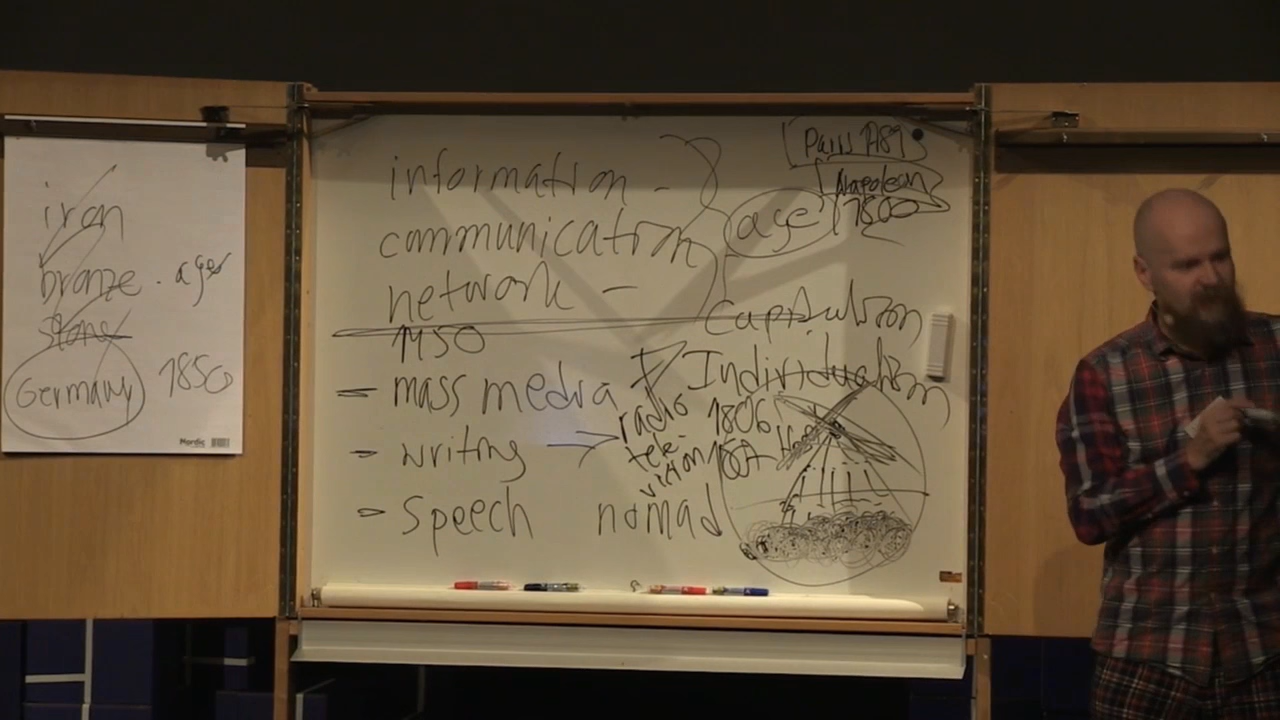 iron
bronze . ages
stone
Germany 1850
Nordic
information -
communication
network -
age
Paris 1789
Napoleon
1800
1450
Capitalism
Individualism
- mass media
- writing
- speech
radio
tele-
vision
1806
nomad